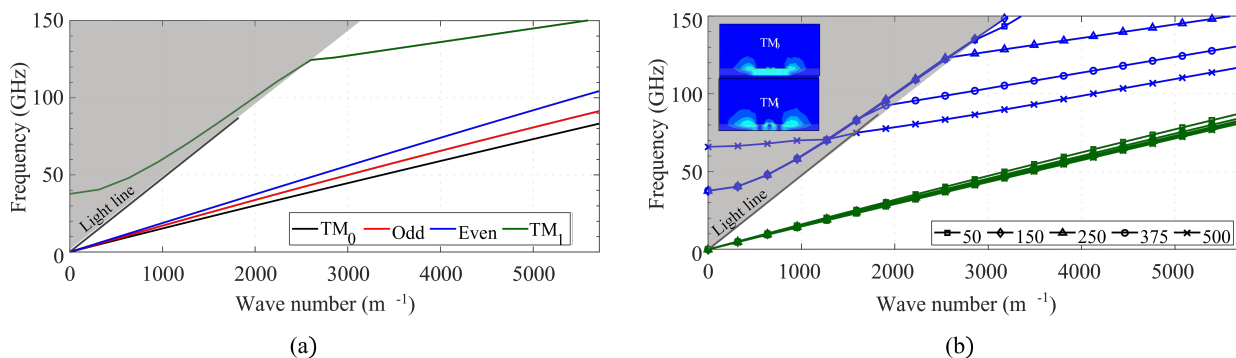 150
100
50
0
Frequency (GHz)
Light line
TM0 Odd Even TM1
0 1000 2000 3000 4000 5000
Wave number (m -1)
(a)
150
100
50
0
Frequency (GHz)
TM0
TM1
Light line
50 150 250 375 500
0 1000 2000 3000 4000 5000
Wave number (m -1)
(b)